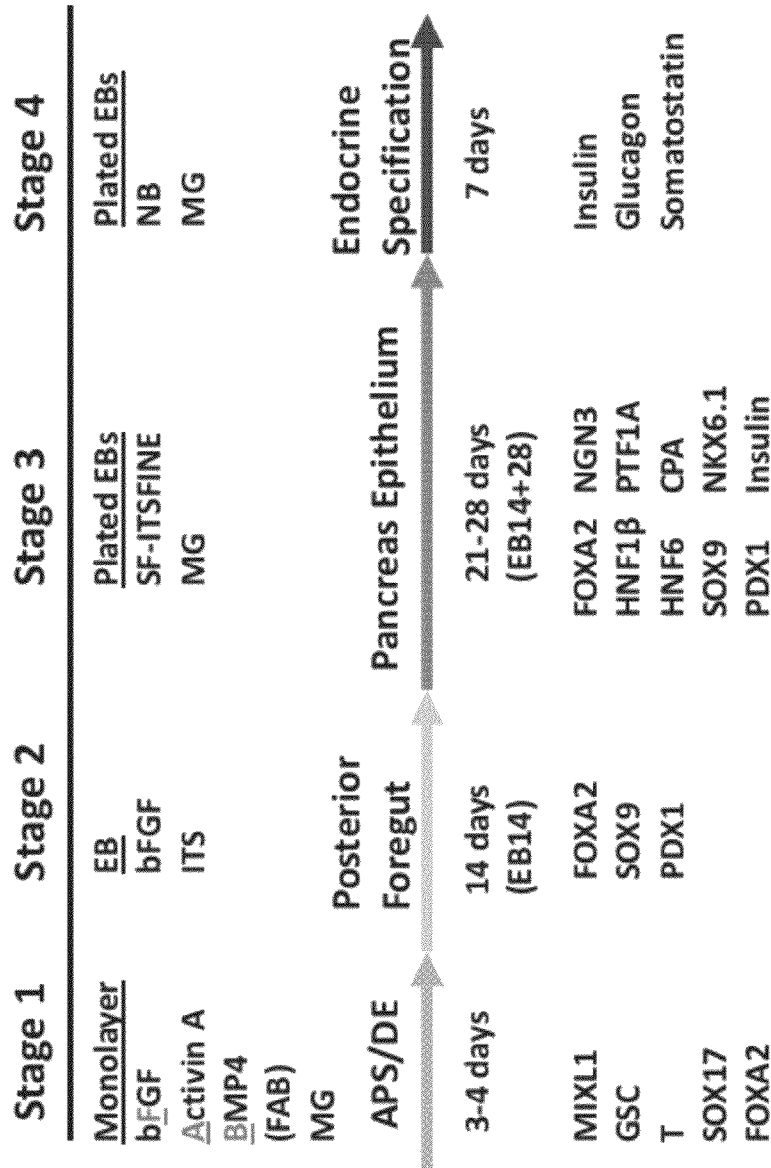 Stage 1
Stage 2
Stage 3
Stage 4
Monolayer
bFGF
Activin A
BMP4
(FAB)
MG
EB
bFGF
ITS
Plated EBs
SF-ITSFINE
MG
Plated EBs
NB
MG
APS/DE
Posterior
Foregut
Pancreas Epithelium
Endocrine
Specification
3-4 days
14 days
(EB14)
21-28 days
(EB14+28)
7 days
MIXL1
GSC
T
SOX17
FOXA2
FOXA2
SOX9
PDX1
FOXA2 NGN3
HNF1β PTF1A
HNF6 CPA
SOX9 NKX6.1
PDX1 Insulin
Insulin
Glucagon
Somatostatin